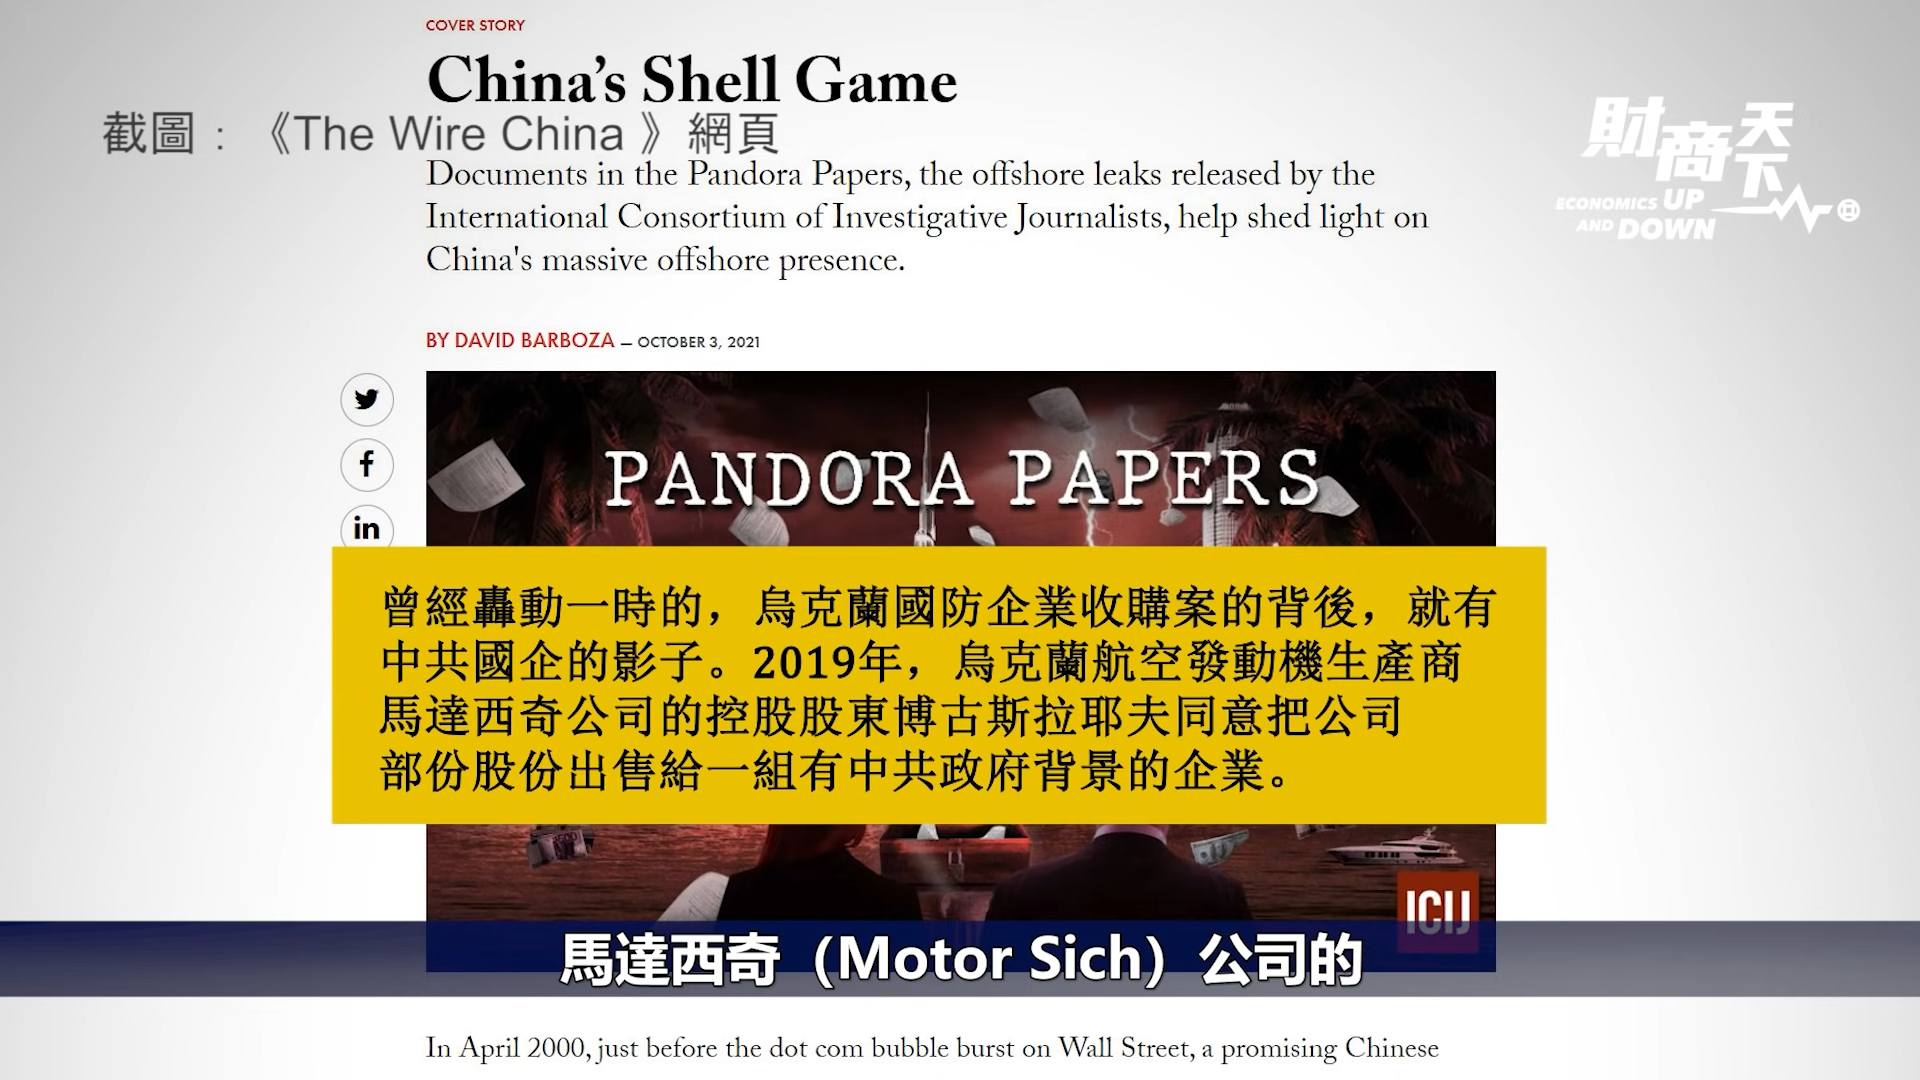 COVER STORY
China's Shell Game
截圖：《The Wire China 》網頁
財商天下
ECONOMICS UP
AND DOWN
Documents in the Pandora Papers, the offshore leaks released by the
International Consortium of Investigative Journalists, help shed light on
China's massive offshore presence.
BY DAVID BARBOZA — OCTOBER 3, 2021
f
in
PANDORA PAPERS
曾經轟動一時的，烏克蘭國防企業收購案的背後，就有
中共國企的影子。2019年，烏克蘭航空發動機生產商
馬達西奇公司的控股股東博古斯拉耶夫同意把公司
部份股份出售給一組有中共政府背景的企業。
ICIJ
馬達西奇（Motor Sich）公司的
In April 2000, just before the dot com bubble burst on Wall Street, a promising Chinese